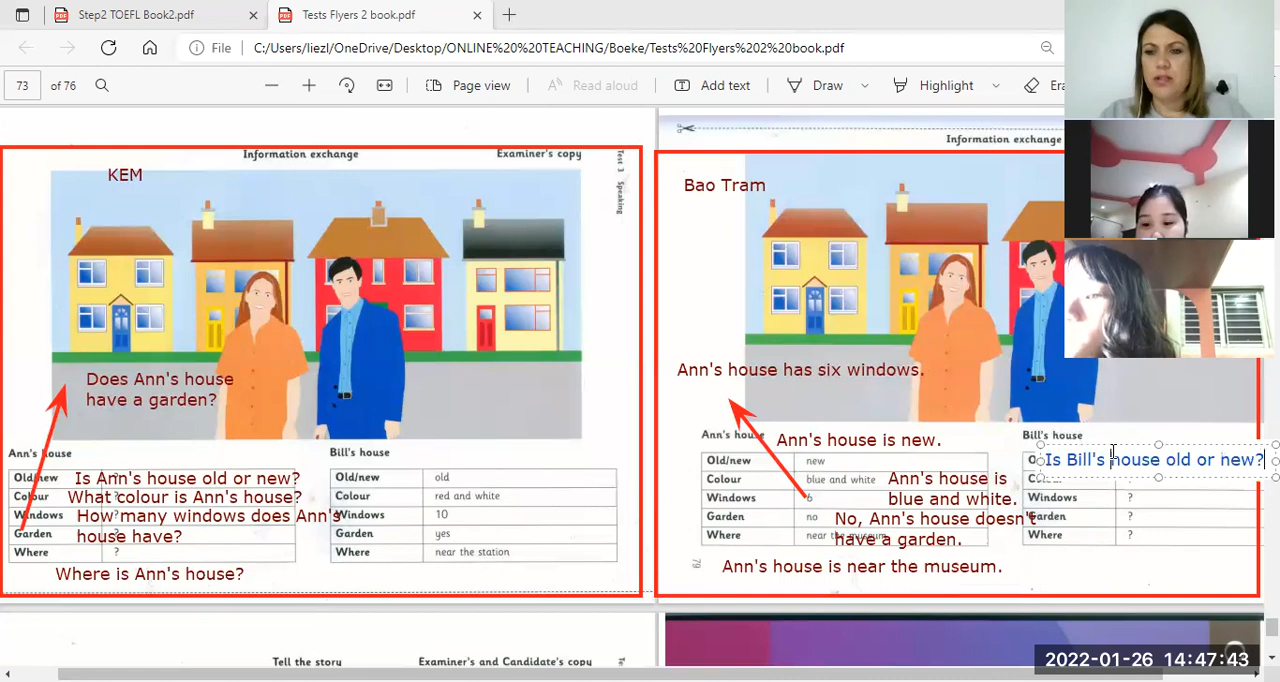 Step2 TOEFL Book2.pdf
Tests Flyers 2 book.pdf
File
C:/Users/liezl/OneDrive/Desktop/ONLINE%20%20TEACHING/Boeke/Tests%20Flyers%202%20book.pdf
73 of 76
Page view
Read aloud
Add text
Draw
Highlight
Era
Information exchange
Examiner's copy
Test 3 Speaking
KEM
Does Ann's house
have a garden?
Ann's house
Old/new ?
Is Ann's house old or new?
Colour ?
What colour is Ann's house?
Windows ?
How many windows does Ann's
house have?
Garden
Where ?
Where is Ann's house?
Bill's house
Old/new old
Colour red and white
Windows 10
Garden yes
Where near the station
Information exchange
Bao Tram
Ann's house has six windows.
Ann's house
Ann's house is new.
Old/new new
Colour blue and white
Ann's house is
blue and white.
Windows 6
Garden no
No, Ann's house doesn't
have a garden.
Where near the museum
Ann's house is near the museum.
79
Bill's house
Is Bill's house old or new?
Windows ?
Garden ?
Where ?
Tell the story
Examiner's and Candidate's copy
2022-01-26 14:47:43